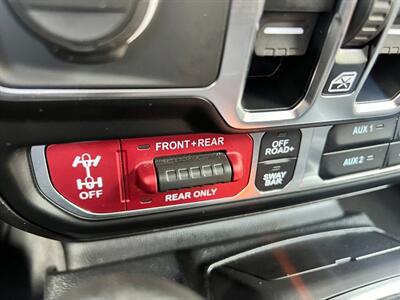 FRONT+REAR
OFF
REAR ONLY
OFF
ROAD+
SWAY
BAR
AUX 1
AUX 2